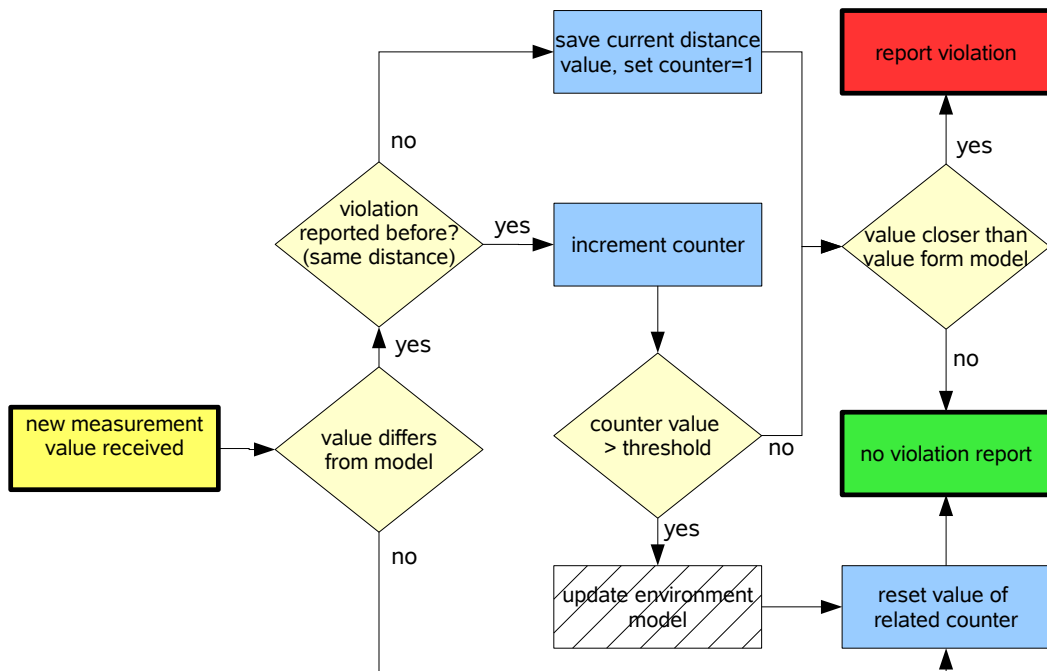 save current distance
value, set counter=1
report violation
no
yes
violation
reported before?
(same distance)
yes
increment counter
value closer than
value form model
yes
no
new measurement
value received
value differs
from model
counter value
> threshold
no
no violation report
no
yes
update environment
model
reset value of
related counter